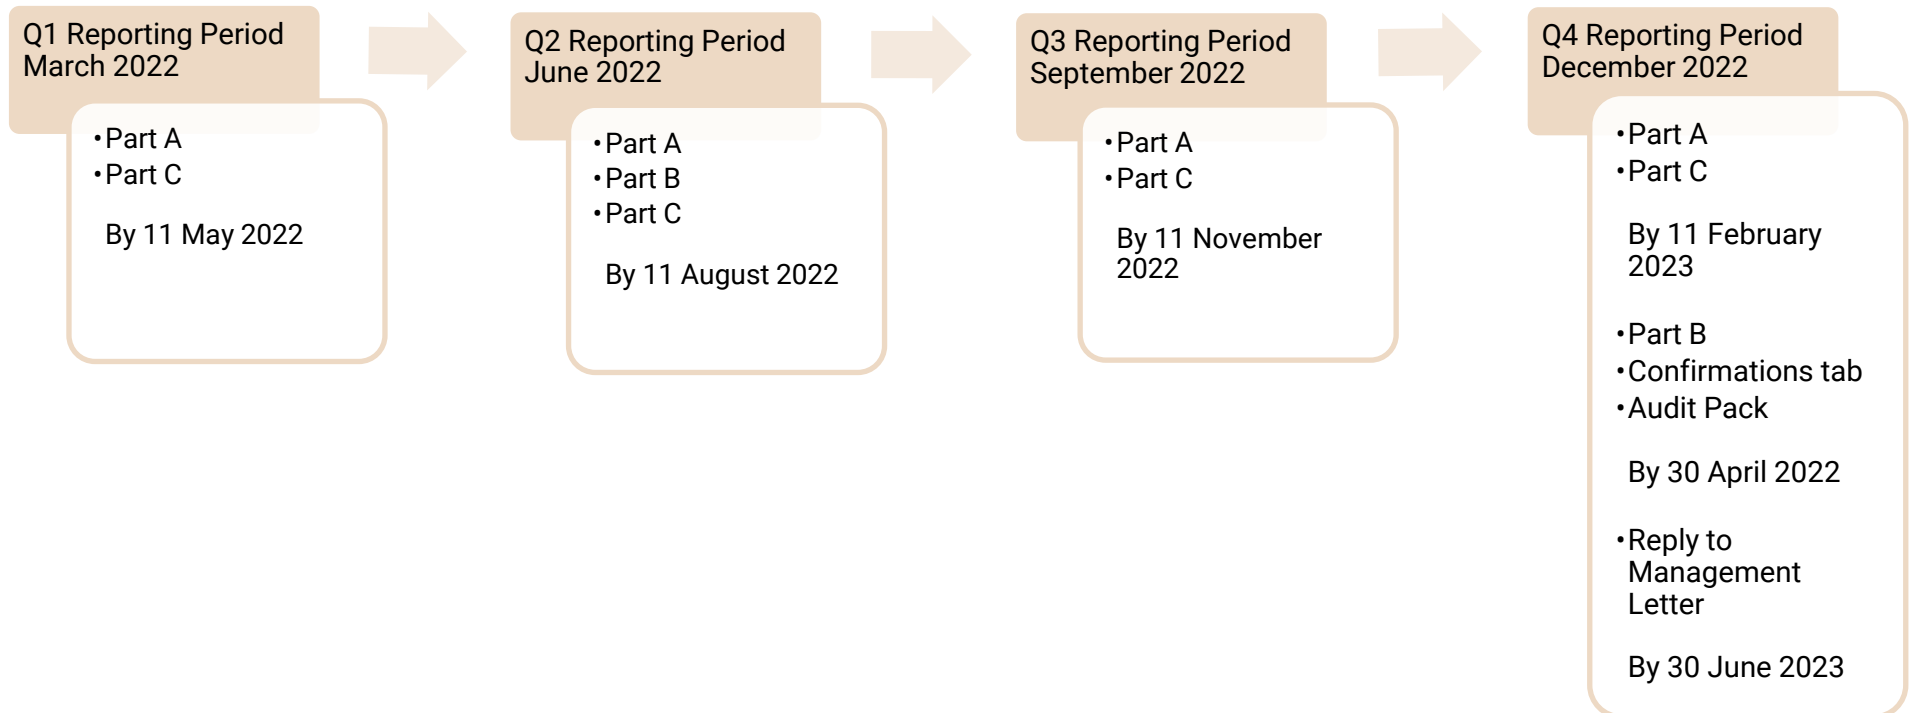 Q1 Reporting Period
March 2022
•Part A
•Part C
By 11 May 2022
Q2 Reporting Period
June 2022
•Part A
•Part B
•Part C
By 11 August 2022
Q3 Reporting Period
September 2022
•Part A
•Part C
By 11 November
2022
Q4 Reporting Period
December 2022
•Part A
•Part C
By 11 February
2023
•Part B
•Confirmations tab
•Audit Pack
By 30 April 2022
•Reply to
Management
Letter
By 30 June 2023